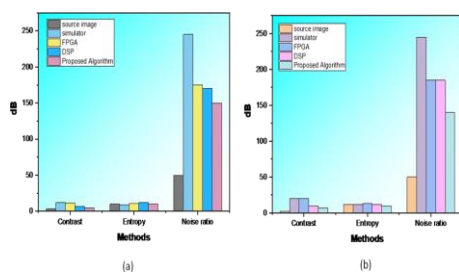 source image
simulator
FPGA
DSP
Proposed Algorithm
250
200
150
100
50
0
dB
Contrast
Entropy
Noise ratio
Methods
(a)
source image
simulator
FPGA
DSP
Proposed Algorithm
250
200
150
100
50
0
dB
Contrast
Entropy
Noise ratio
Methods
(b)